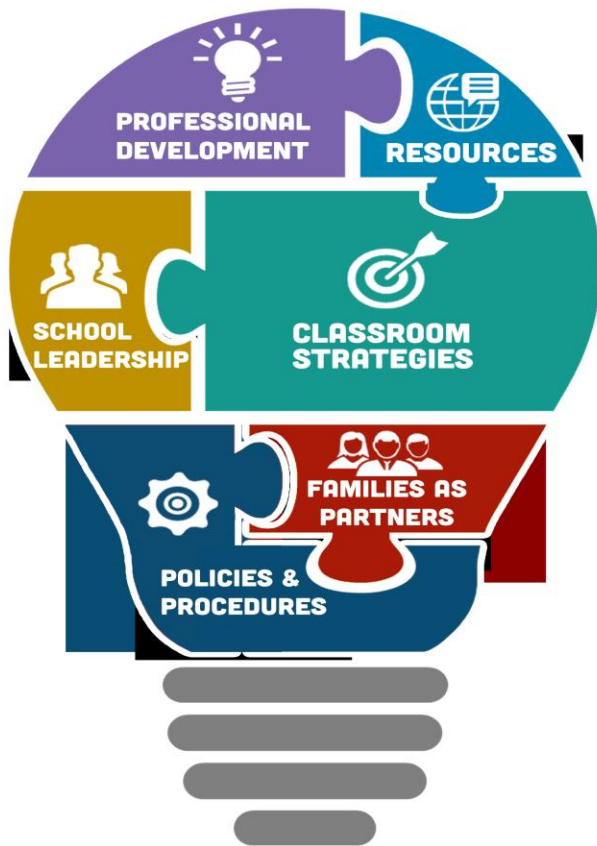 PROFESSIONAL
DEVELOPMENT
RESOURCES
SCHOOL
LEADERSHIP
CLASSROOM
STRATEGIES
FAMILIES AS
PARTNERS
POLICIES &
PROCEDURES